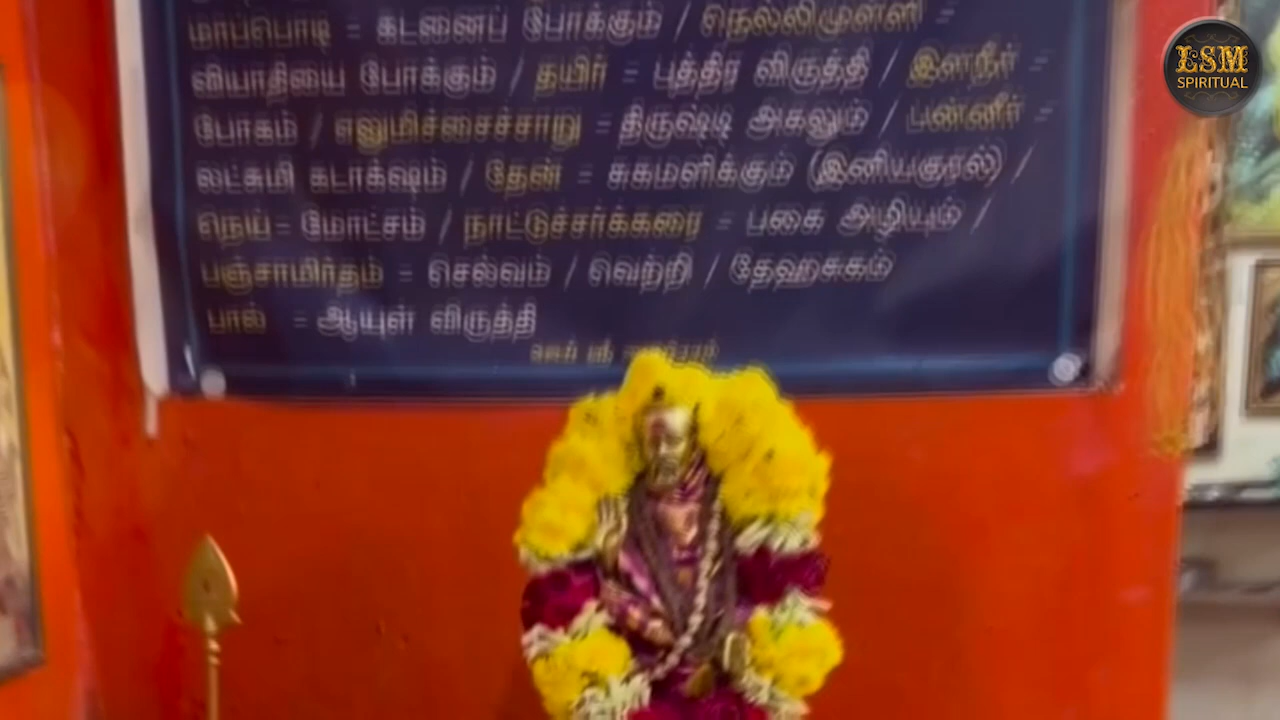 மாப்பொடி = கடனைப் போக்கும் / நெல்லிமுள்ளி =
வியாதியை போக்கும் தயிர் = புத்திர விருத்தி / இளநீர் =
போகம் / எலுமிச்சைச்சாறு = திருஷ்டி அகலும் / பன்னீர் =
லட்சுமி கடாக்ஷம் / தேன் = சுகமளிக்கும் (இனியகுரல்) /
நெய்= மோட்சம் / நாட்டுச்சர்க்கரை = பகை அழியும் /
பஞ்சாமிர்தம் = செல்வம் / வெற்றி / தேஹசுகம்
பால் = ஆயுள் விருத்தி
LSM
SPIRITUAL